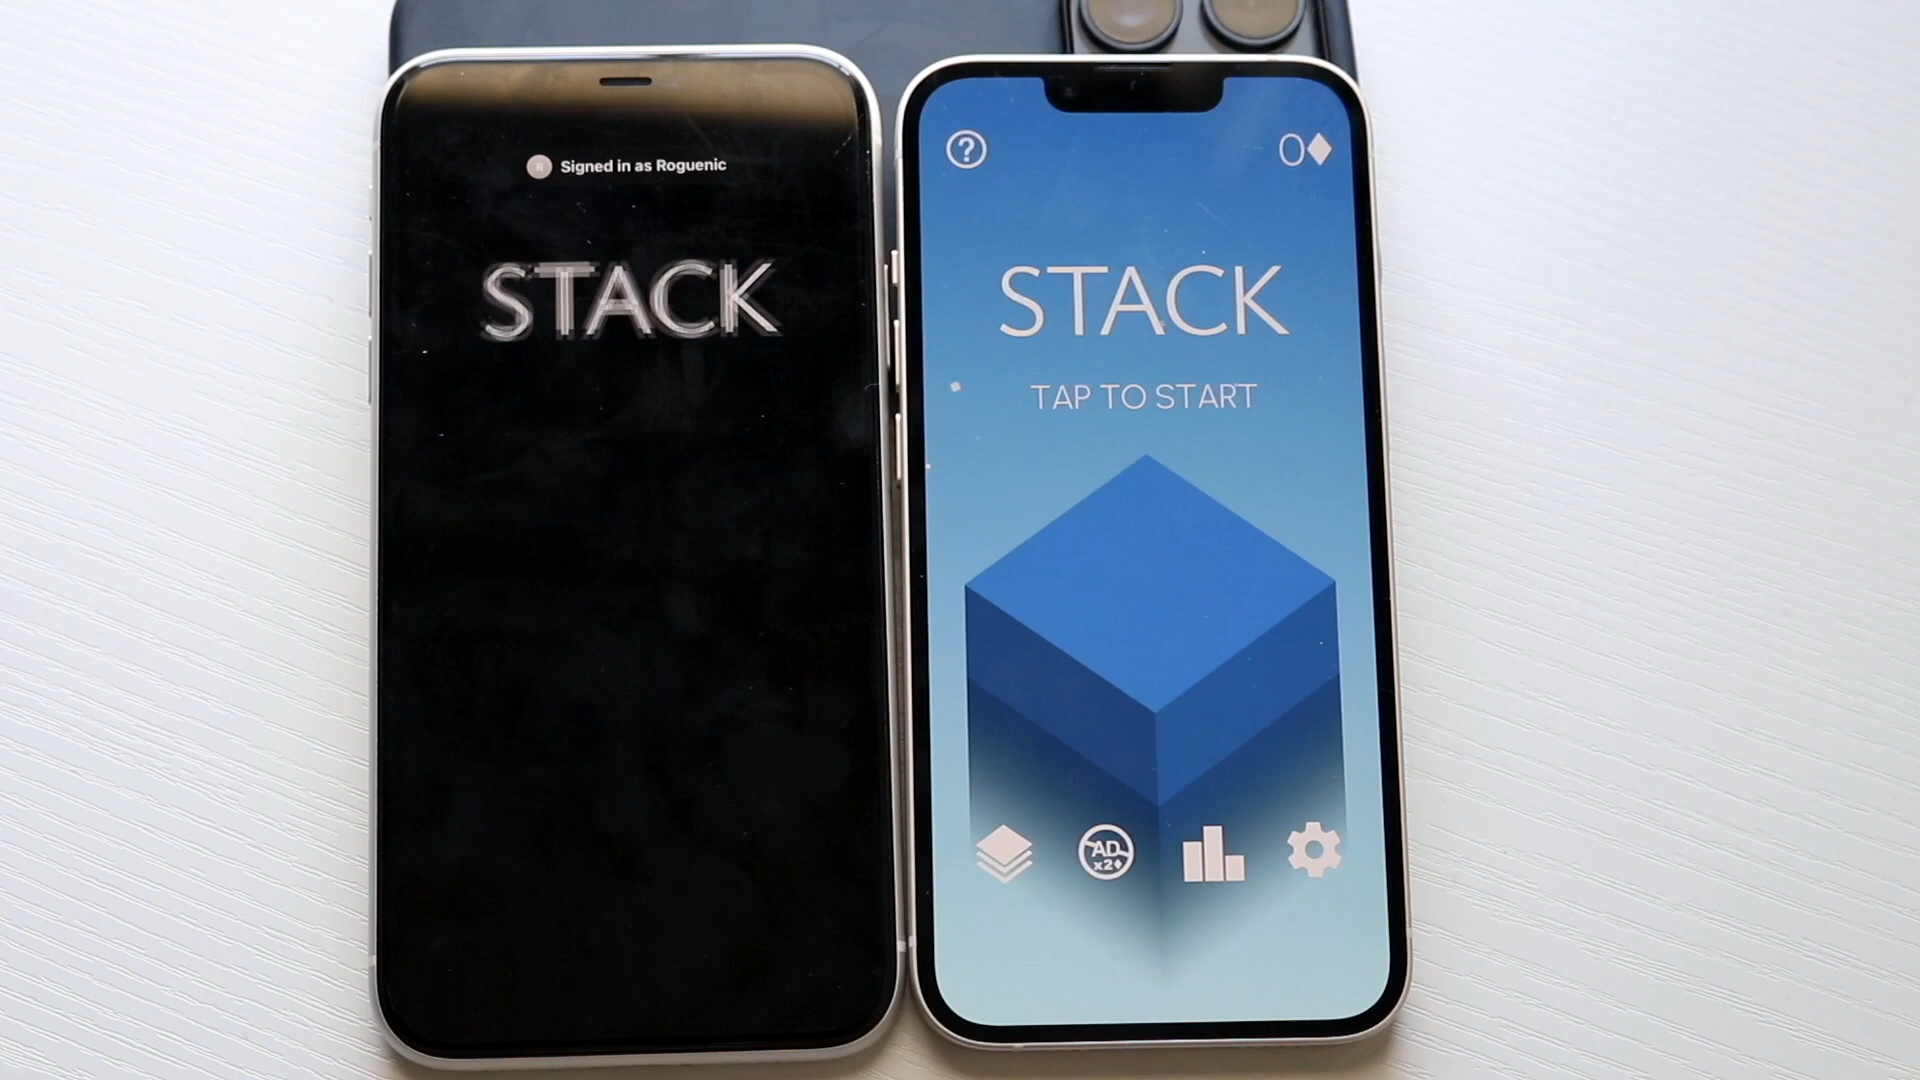 R Signed in as Roguenic
STACK
? 0
STACK
TAP TO START
AD
x2